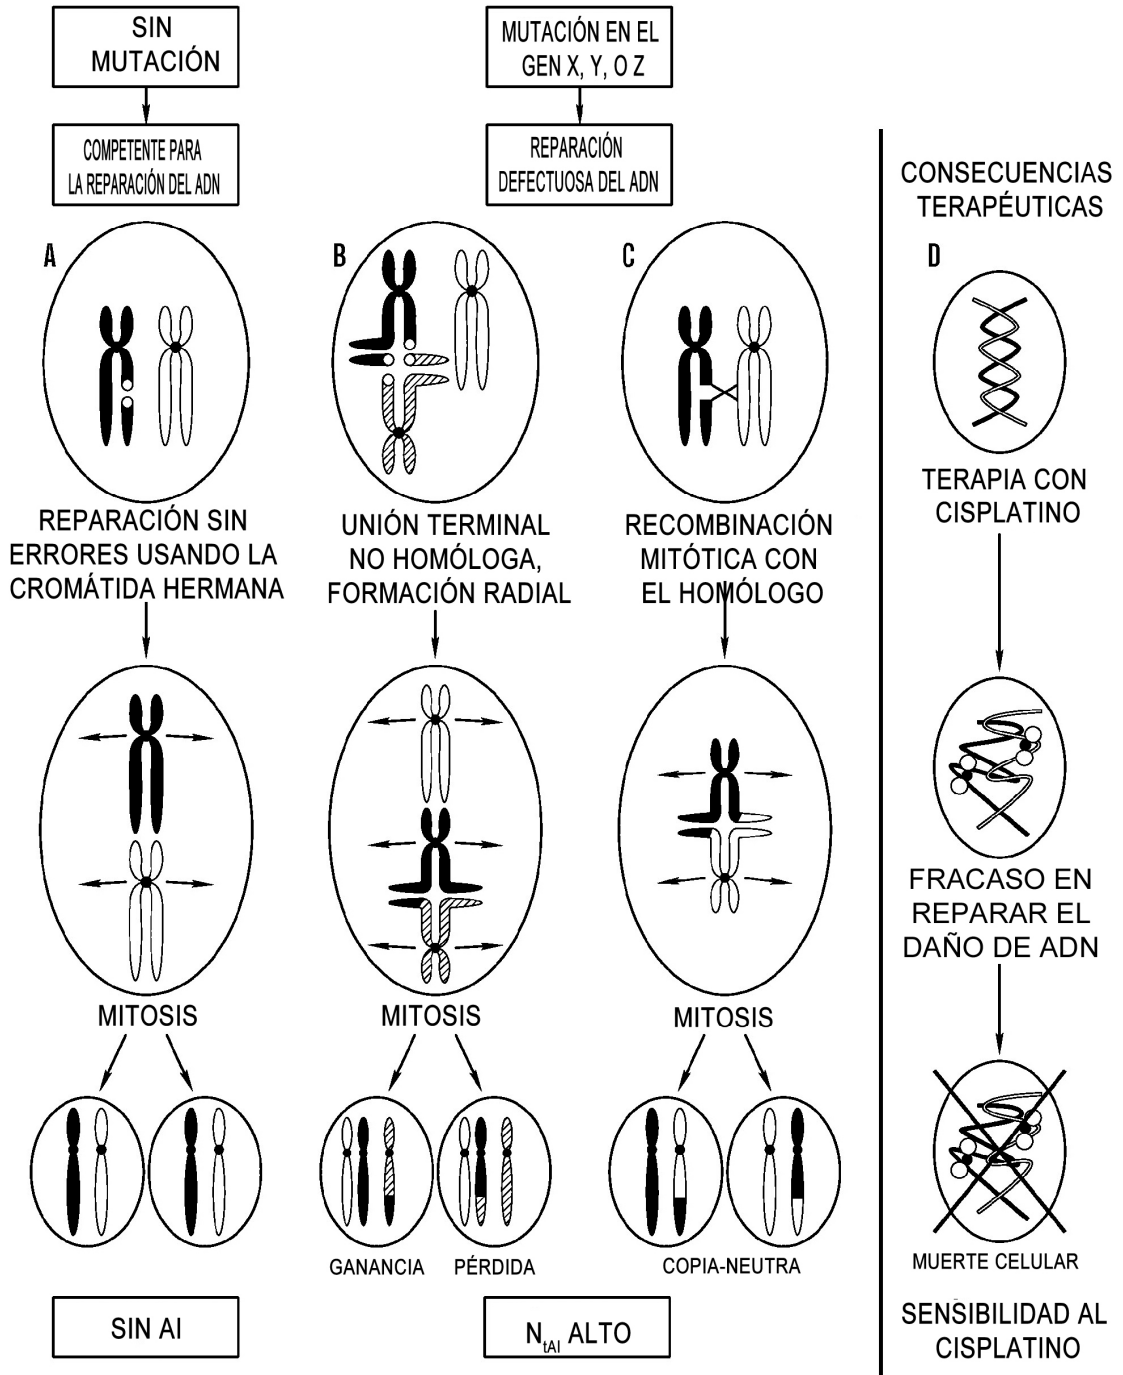 SIN
MUTACIÓN
COMPETENTE PARA
LA REPARACIÓN DEL ADN
MUTACIÓN EN EL
GEN X, Y, O Z
REPARACIÓN
DEFECTUOSA DEL ADN
A
REPARACIÓN SIN
ERRORES USANDO LA
CROMÁTIDA HERMANA
MITOSIS
SIN AI
B
UNIÓN TERMINAL
NO HOMÓLOGA,
FORMACIÓN RADIAL
MITOSIS
GANANCIA
PÉRDIDA
C
RECOMBINACIÓN
MITÓTICA CON
EL HOMÓLOGO
MITOSIS
COPIA-NEUTRA
NtAI ALTO
CONSECUENCIAS
TERAPÉUTICAS
D
TERAPIA CON
CISPLATINO
FRACASO EN
REPARAR EL
DAÑO DE ADN
MUERTE CELULAR
SENSIBILIDAD AL
CISPLATINO